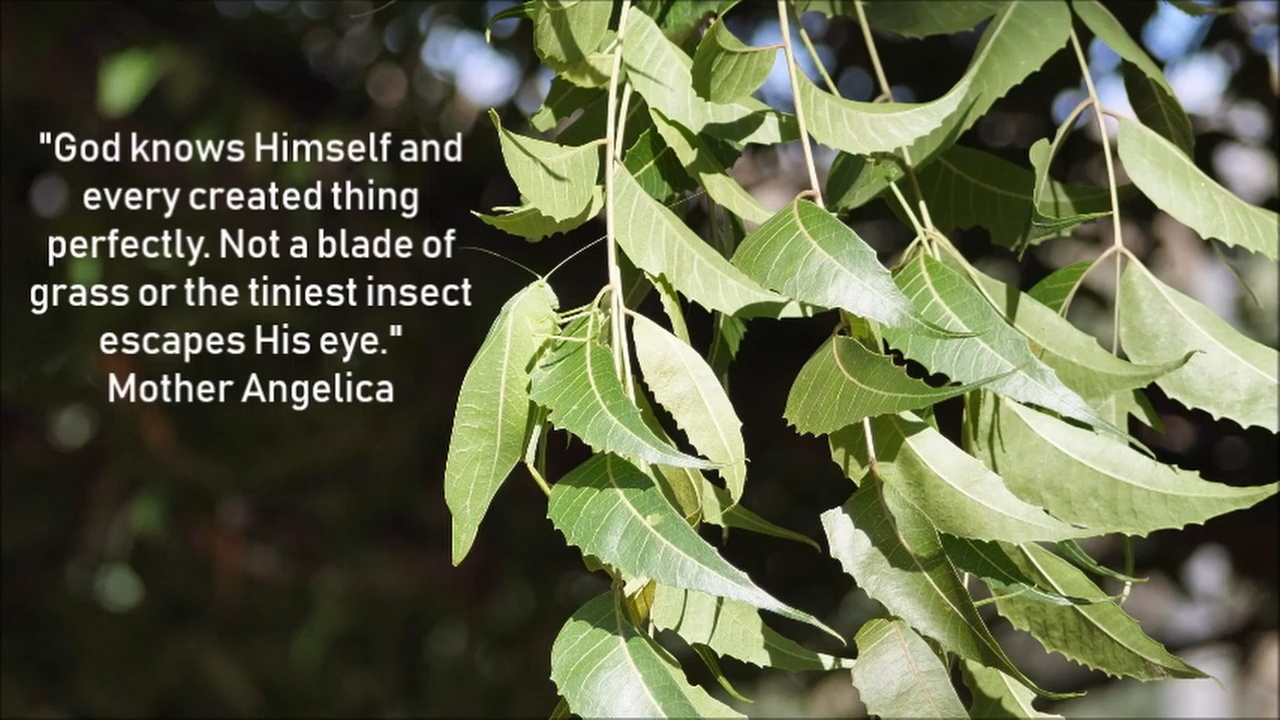 "God knows Himself and
every created thing
perfectly. Not a blade of
grass or the tiniest insect
escapes His eye."
Mother Angelica